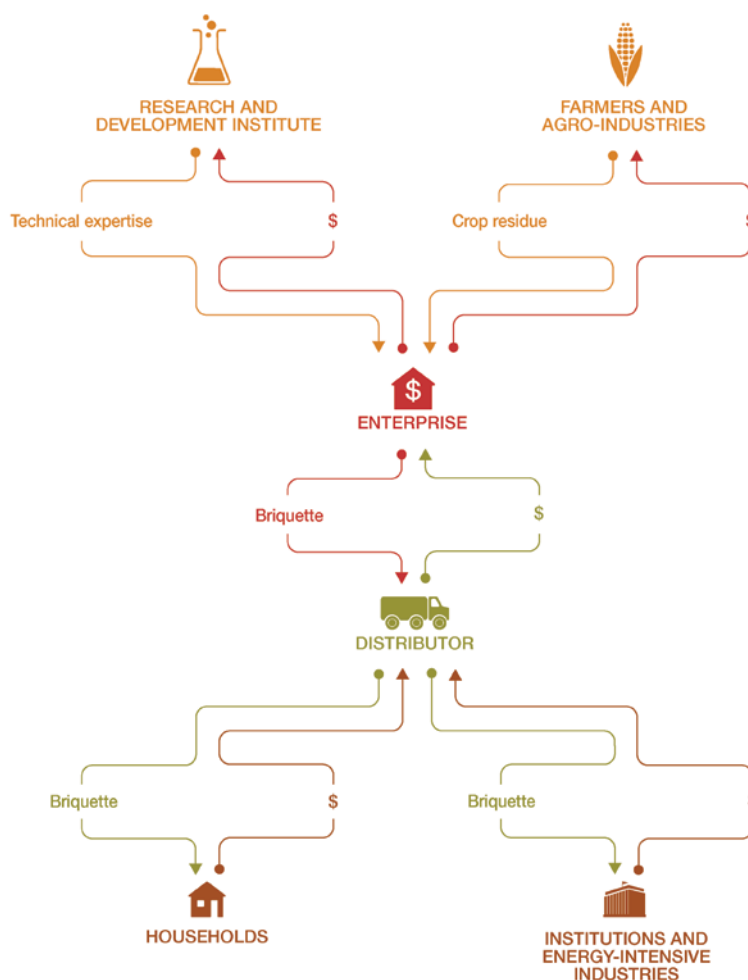 RESEARCH AND
DEVELOPMENT INSTITUTE
FARMERS AND
AGRO-INDUSTRIES
Technical expertise
$
Crop residue
$
$
ENTERPRISE
Briquette
$
DISTRIBUTOR
Briquette
$
Briquette
HOUSEHOLDS
INSTITUTIONS AND
ENERGY-INTENSIVE
INDUSTRIES